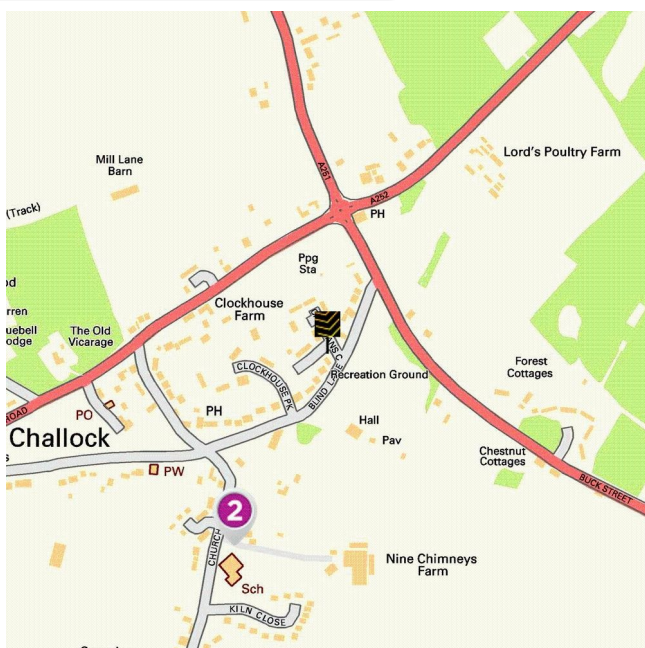 A251
A252
Lord's Poultry Farm
Mill Lane
Barn
(Track)
PH
Ppg
Sta
Clockhouse
Farm
The Old
Vicarage
CLOCKHOUSE PK
BLIND LANE
Recreation Ground
Forest
Cottages
PO
PH
Hall
Pav
Challock
ROAD
PW
Chestnut
Cottages
BUCK STREET
2
CHURCH
Nine Chimneys
Farm
Sch
KILN CLOSE